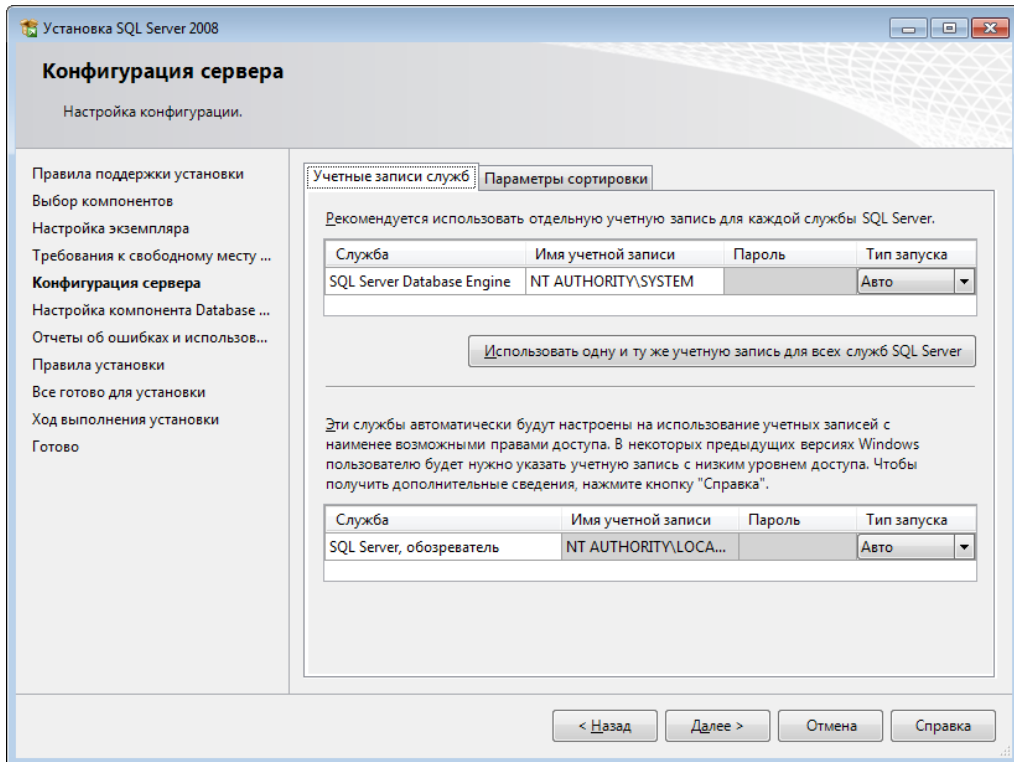 Установка SQL Server 2008
Конфигурация сервера
Настройка конфигурации.
Правила поддержки установки
Выбор компонентов
Настройка экземпляра
Требования к свободному месту ...
Конфигурация сервера
Настройка компонента Database ...
Отчеты об ошибках и использов...
Правила установки
Все готово для установки
Ход выполнения установки
Готово
Учетные записи служб Параметры сортировки
Рекомендуется использовать отдельную учетную запись для каждой службы SQL Server.
Служба Имя учетной записи Пароль Тип запуска
SQL Server Database Engine NT AUTHORITY\SYSTEM Авто
Использовать одну и ту же учетную запись для всех служб SQL Server
Эти службы автоматически будут настроены на использование учетных записей с
наименее возможными правами доступа. В некоторых предыдущих версиях Windows
пользователю будет нужно указать учетную запись с низким уровнем доступа. Чтобы
получить дополнительные сведения, нажмите кнопку "Справка".
Служба Имя учетной записи Пароль Тип запуска
SQL Server, обозреватель NT AUTHORITY\LOCA... Авто
< Назад Далее > Отмена Справка